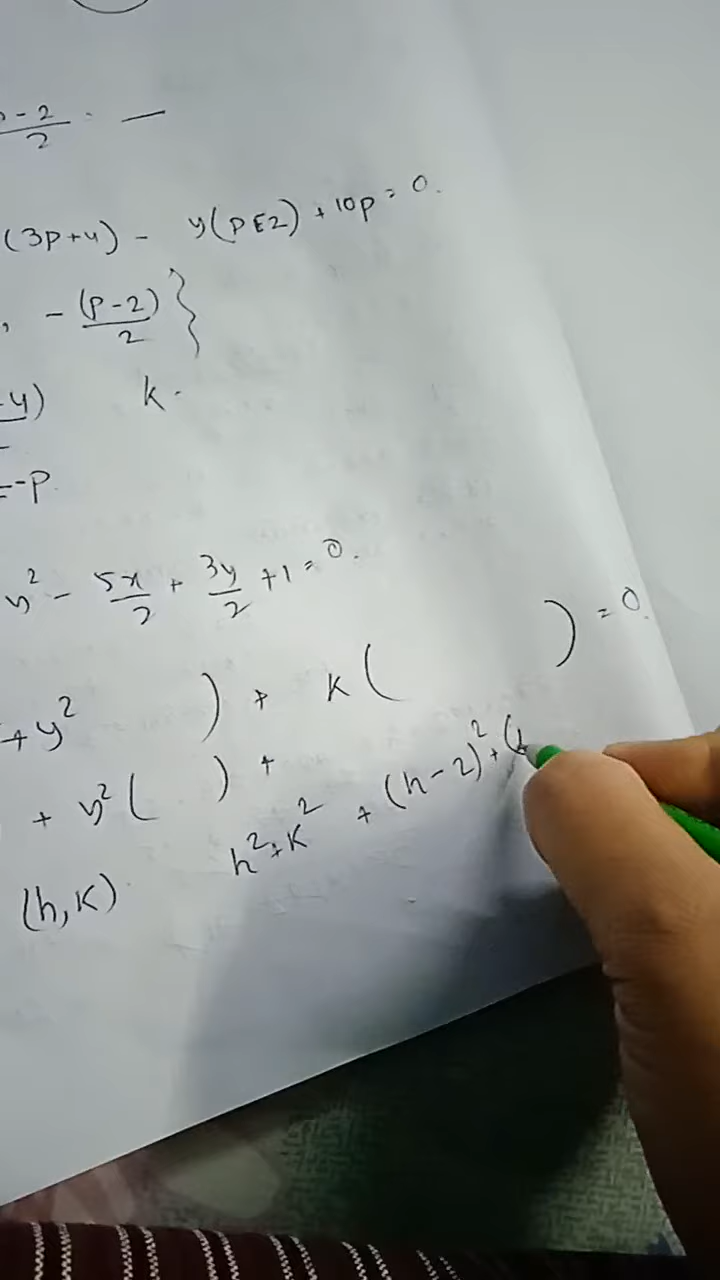 -2/2 . —
(3p+4) - y(p±2) + 10p = 0.
, - (p-2)/2 }
-4) k.
= -p.
y² - 5x/2 + 3y/2 + 1 = 0.
+y² ) + k( ) = 0.
+ y²( ) +
(h,k) h²+k² + (h-2)² + (